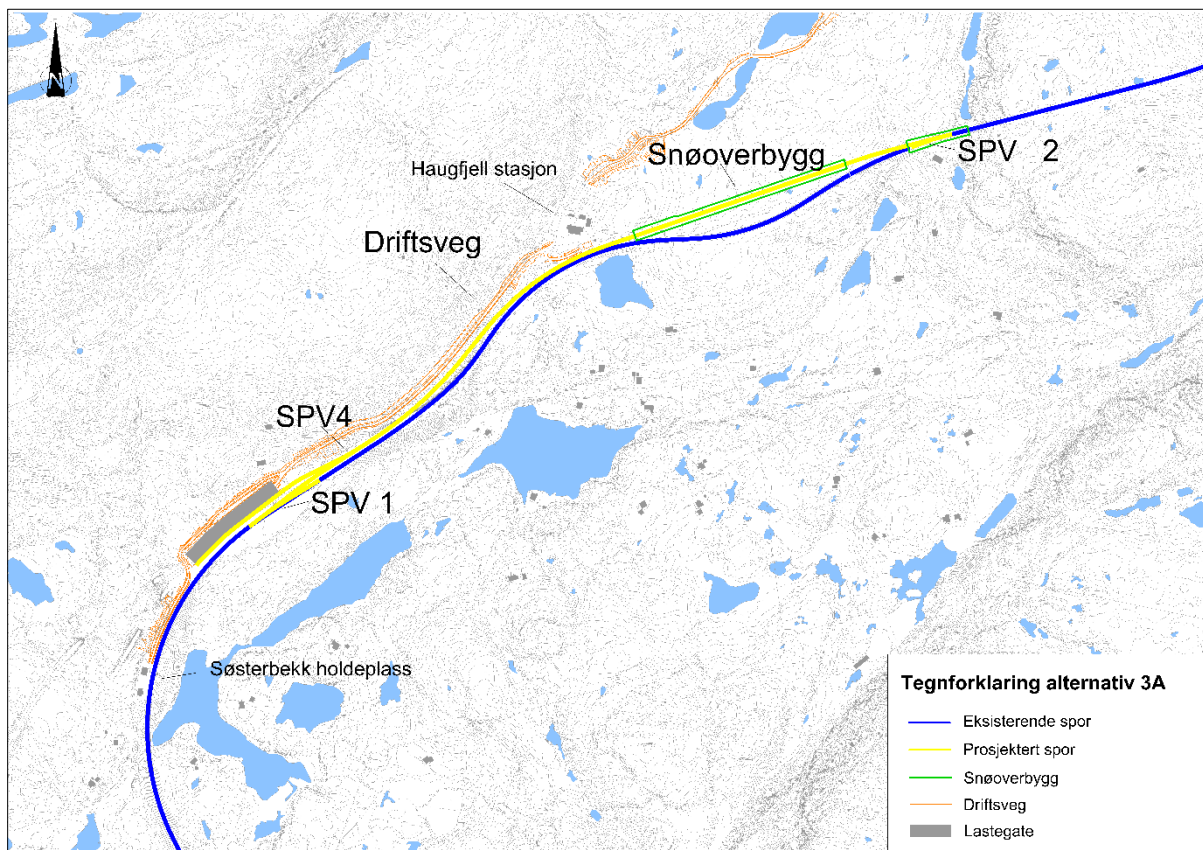 N
Haugfjell stasjon
Snøoverbygg
SPV 2
Driftsveg
SPV4
SPV 1
Søsterbekk holdeplass
Tegnforklaring alternativ 3A
Eksisterende spor
Prosjektert spor
Snøoverbygg
Driftsveg
Lastegate